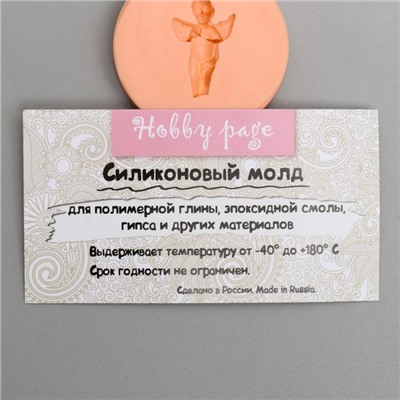 Hobby page
Силиконовый молд
для полимерной глины, эпоксидной смолы,
гипса и других материалов
Выдерживает температуру от -40° до +180° С
Срок годности не ограничен.
Сделано в России. Made in Russia.